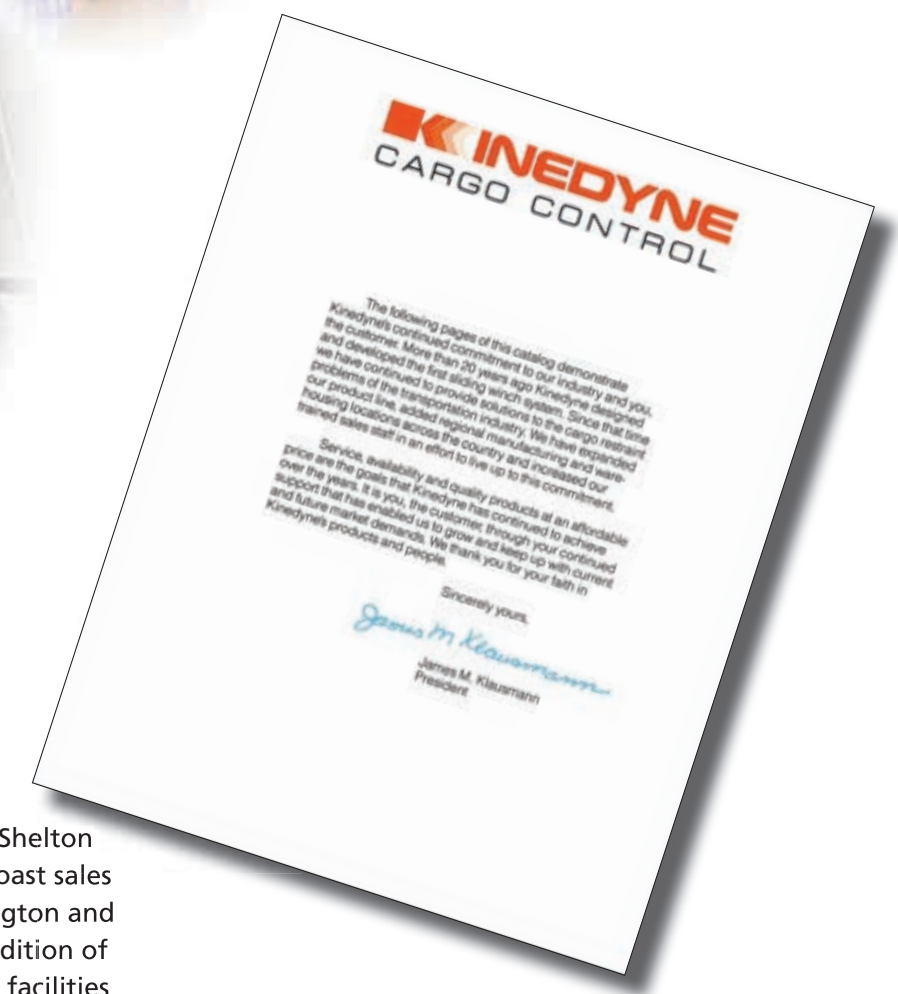 KINEDYNE
CARGO CONTROL
The following pages of this catalog demonstrate
Kinedyne's continued commitment to our industry and you,
the customer. More than 20 years ago Kinedyne designed
and developed the first sliding winch system. Since that time
we have continued to provide solutions to the cargo restraint
problems of the transportation industry. We have expanded
our product line, added regional manufacturing and ware-
housing locations across the country and increased our
trained sales staff in an effort to live up to this commitment.
Service, availability and quality products at an affordable
price are the goals that Kinedyne has continued to achieve
over the years. It is you, the customer, through your continued
support that has enabled us to grow and keep up with current
and future market demands. We thank you for your faith in
Kinedyne's products and people.
Sincerely yours,
James M Klausmann
James M. Klausmann
President
Shelton
oast sales
gton and
dition of
facilities